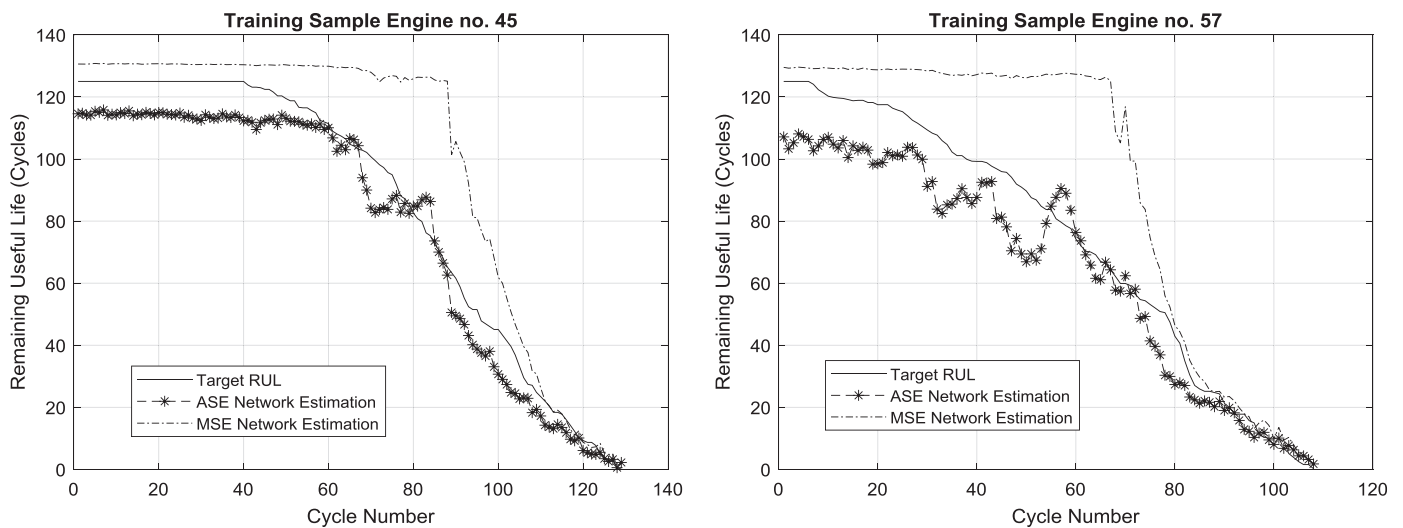 Training Sample Engine no. 45
140
120
100
80
60
40
20
0
Remaining Useful Life (Cycles)
Target RUL
ASE Network Estimation
MSE Network Estimation
0 20 40 60 80 100 120 140
Cycle Number
Training Sample Engine no. 57
140
120
100
80
60
40
20
0
Remaining Useful Life (Cycles)
Target RUL
ASE Network Estimation
MSE Network Estimation
0 20 40 60 80 100 120
Cycle Number